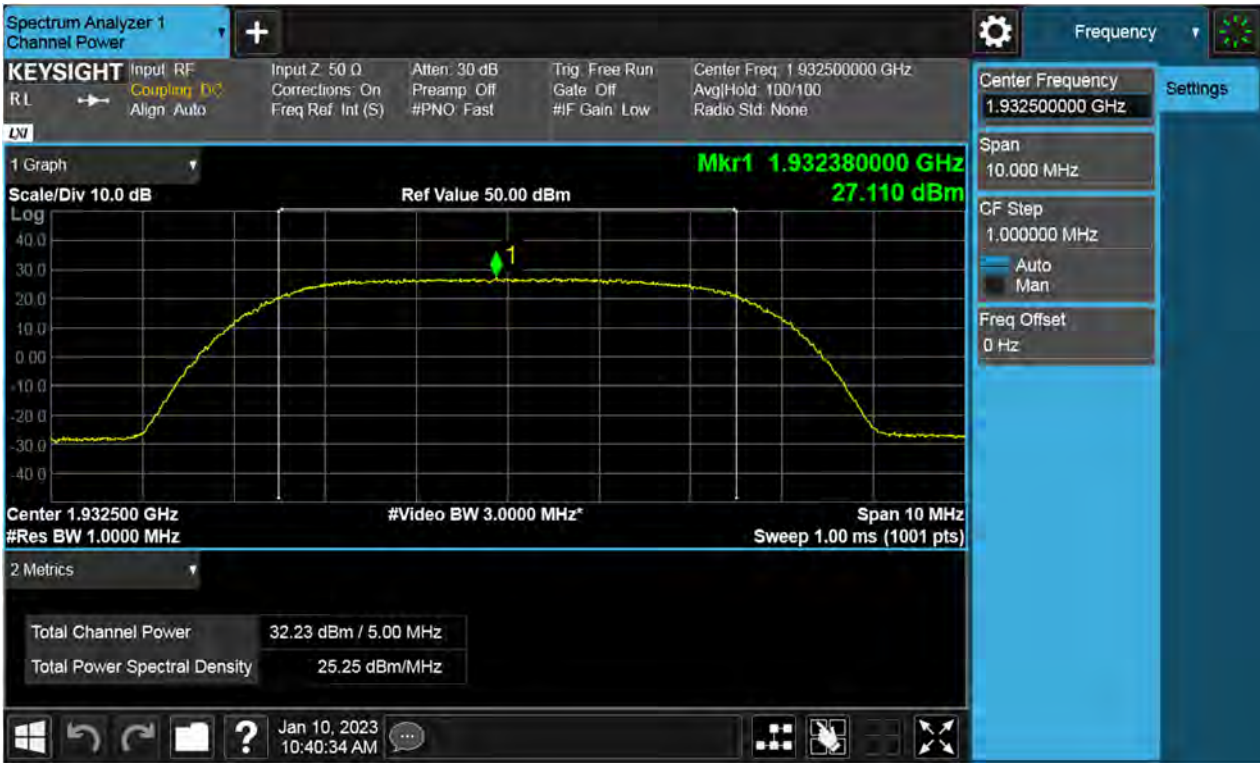 Spectrum Analyzer 1
Channel Power
+
Frequency
KEYSIGHT
RL
LXI
Input: RF
Coupling: DC
Align: Auto
Input Z: 50 Ω
Corrections: On
Freq Ref: Int (S)
Atten: 30 dB
Preamp: Off
#PNO: Fast
Trig: Free Run
Gate: Off
#IF Gain: Low
Center Freq: 1.932500000 GHz
Avg|Hold: 100/100
Radio Std: None
Center Frequency
1.932500000 GHz
Settings
Span
10.000 MHz
CF Step
1.000000 MHz
Auto
Man
Freq Offset
0 Hz
1 Graph
Mkr1 1.932380000 GHz
27.110 dBm
Scale/Div 10.0 dB
Ref Value 50.00 dBm
Log
40.0
30.0
20.0
10.0
0.00
-10.0
-20.0
-30.0
-40.0
1
Center 1.932500 GHz
#Video BW 3.0000 MHz*
Span 10 MHz
#Res BW 1.0000 MHz
Sweep 1.00 ms (1001 pts)
2 Metrics
Total Channel Power 32.23 dBm / 5.00 MHz
Total Power Spectral Density 25.25 dBm/MHz
?
Jan 10, 2023
10:40:34 AM